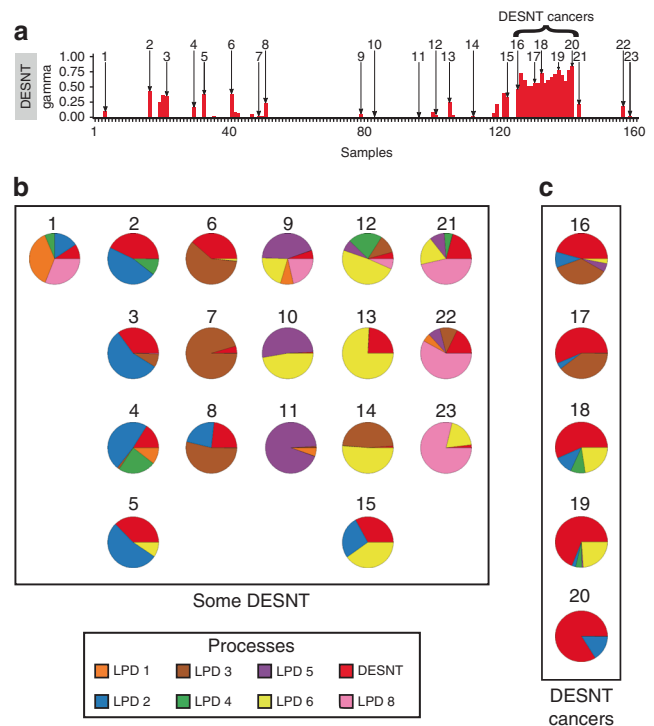 a
DESNT cancers
DESNT
gamma
1.00
0.75
0.50
0.25
0.00
1 2 3 4 5 6 7 8 9 10 11 12 13 14 15 16 17 18 19 20 21 22 23
1 40 80 120 160
Samples
b
1 2 6 9 12 21
3 7 10 13 22
4 8 11 14 23
5 15
Some DESNT
c
16
17
18
19
20
DESNT
cancers
Processes
LPD 1 LPD 3 LPD 5 DESNT
LPD 2 LPD 4 LPD 6 LPD 8